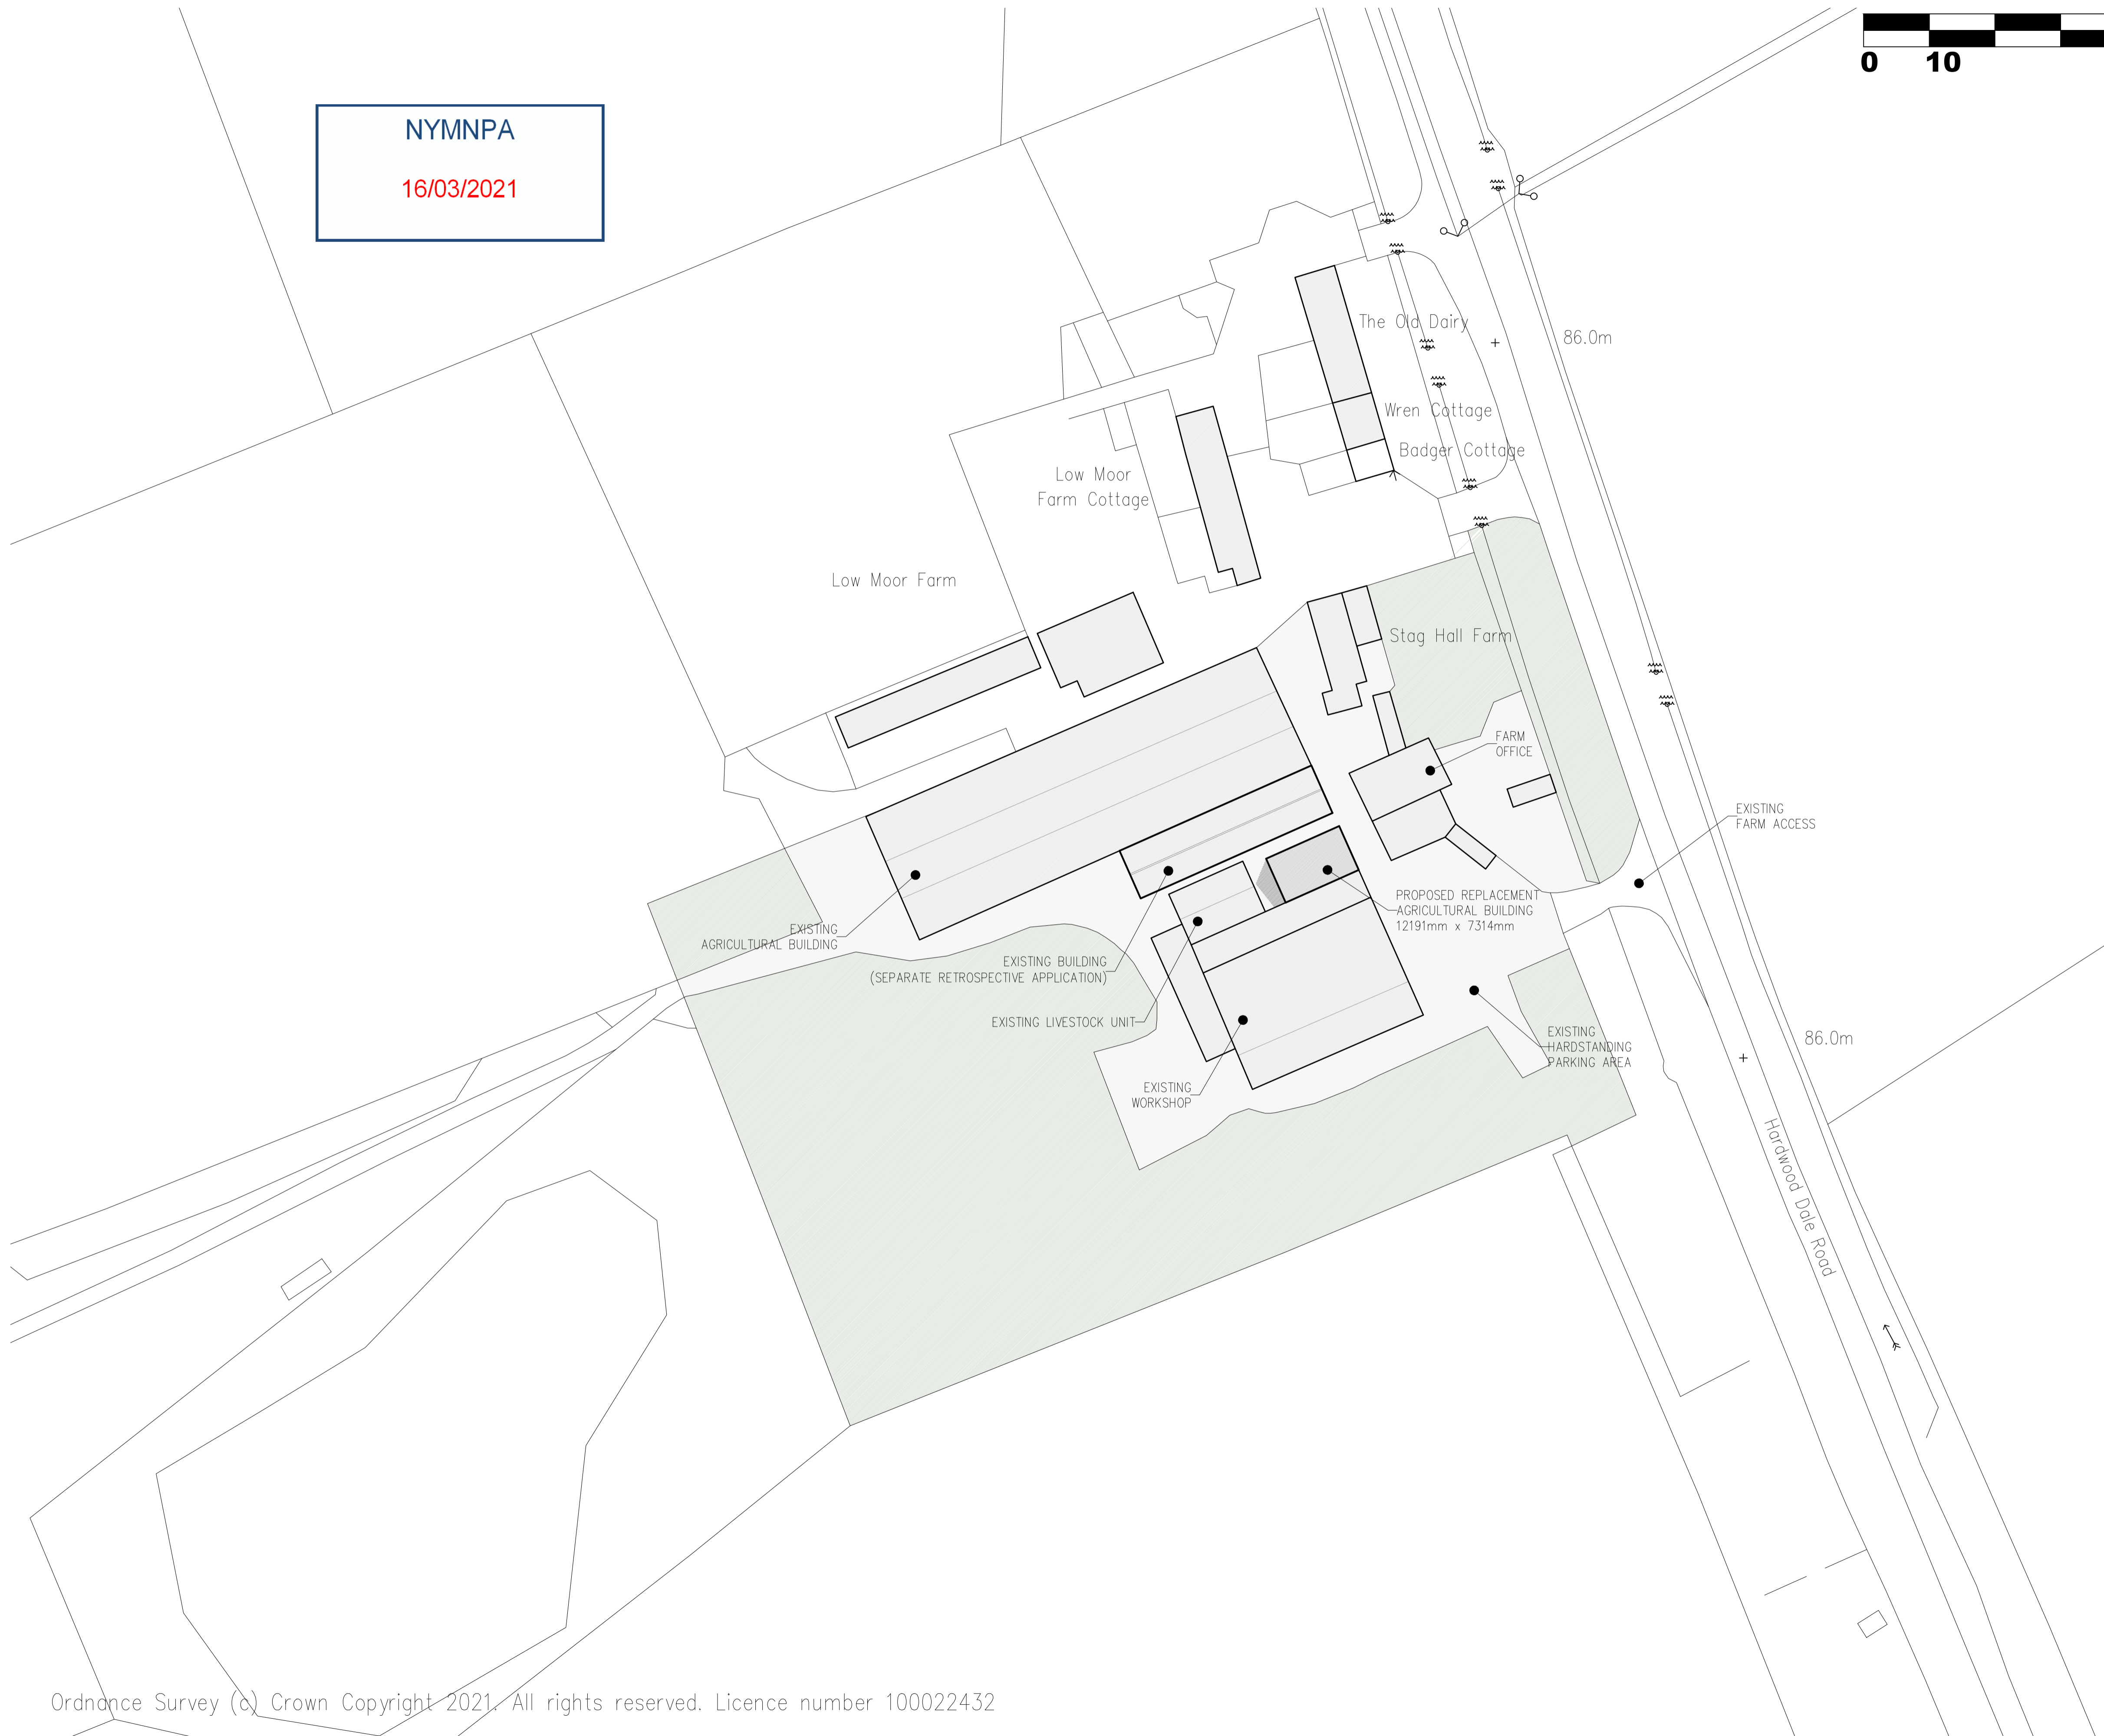 0 10
NYMNPA
16/03/2021
The Old Dairy
86.0m
Wren Cottage
Badger Cottage
Low Moor
Farm Cottage
Low Moor Farm
Stag Hall Farm
FARM
OFFICE
EXISTING
FARM ACCESS
PROPOSED REPLACEMENT
AGRICULTURAL BUILDING
12191mm x 7314mm
EXISTING
AGRICULTURAL BUILDING
EXISTING BUILDING
(SEPARATE RETROSPECTIVE APPLICATION)
EXISTING LIVESTOCK UNIT
EXISTING
HARDSTANDING
PARKING AREA
86.0m
EXISTING
WORKSHOP
Hardwood Dale Road
Ordnance Survey (c) Crown Copyright 2021. All rights reserved. Licence number 100022432